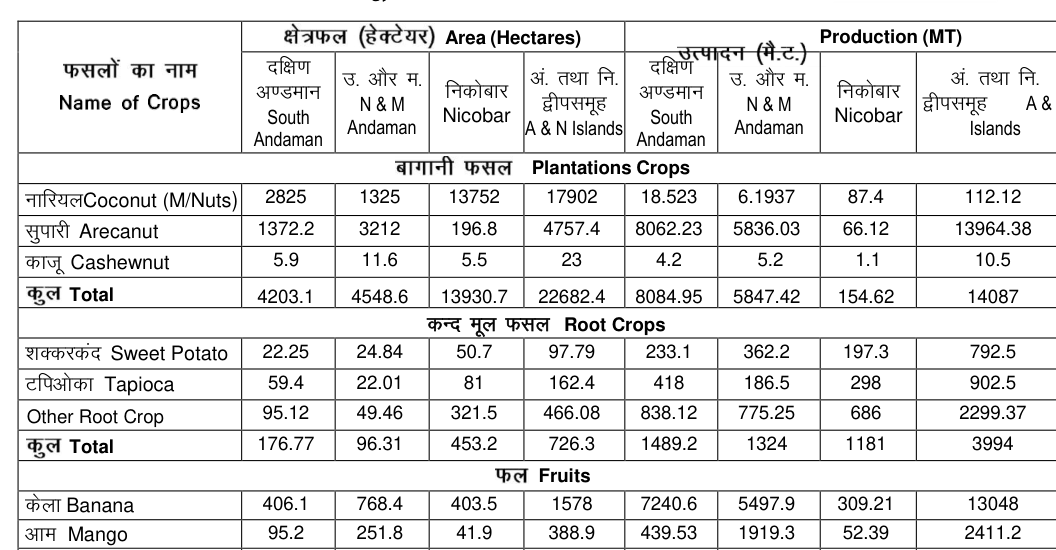 क्षेत्रफल (हेक्टेयर) Area (Hectares) उत्पादन (मै.ट.) Production (MT)
फसलों का नाम Name of Crops दक्षिण अण्डमान South Andaman उ. और म. N & M Andaman निकोबार Nicobar अं. तथा नि. द्वीपसमूह A & N Islands दक्षिण अण्डमान South Andaman उ. और म. N & M Andaman निकोबार Nicobar अं. तथा नि. द्वीपसमूह A & Islands
बागानी फसल Plantations Crops
नारियलCoconut (M/Nuts) 2825 1325 13752 17902 18.523 6.1937 87.4 112.12
सुपारी Arecanut 1372.2 3212 196.8 4757.4 8062.23 5836.03 66.12 13964.38
काजू Cashewnut 5.9 11.6 5.5 23 4.2 5.2 1.1 10.5
कुल Total 4203.1 4548.6 13930.7 22682.4 8084.95 5847.42 154.62 14087
कन्द मूल फसल Root Crops
शक्करकंद Sweet Potato 22.25 24.84 50.7 97.79 233.1 362.2 197.3 792.5
टपिओका Tapioca 59.4 22.01 81 162.4 418 186.5 298 902.5
Other Root Crop 95.12 49.46 321.5 466.08 838.12 775.25 686 2299.37
कुल Total 176.77 96.31 453.2 726.3 1489.2 1324 1181 3994
फल Fruits
केला Banana 406.1 768.4 403.5 1578 7240.6 5497.9 309.21 13048
आम Mango 95.2 251.8 41.9 388.9 439.53 1919.3 52.39 2411.2